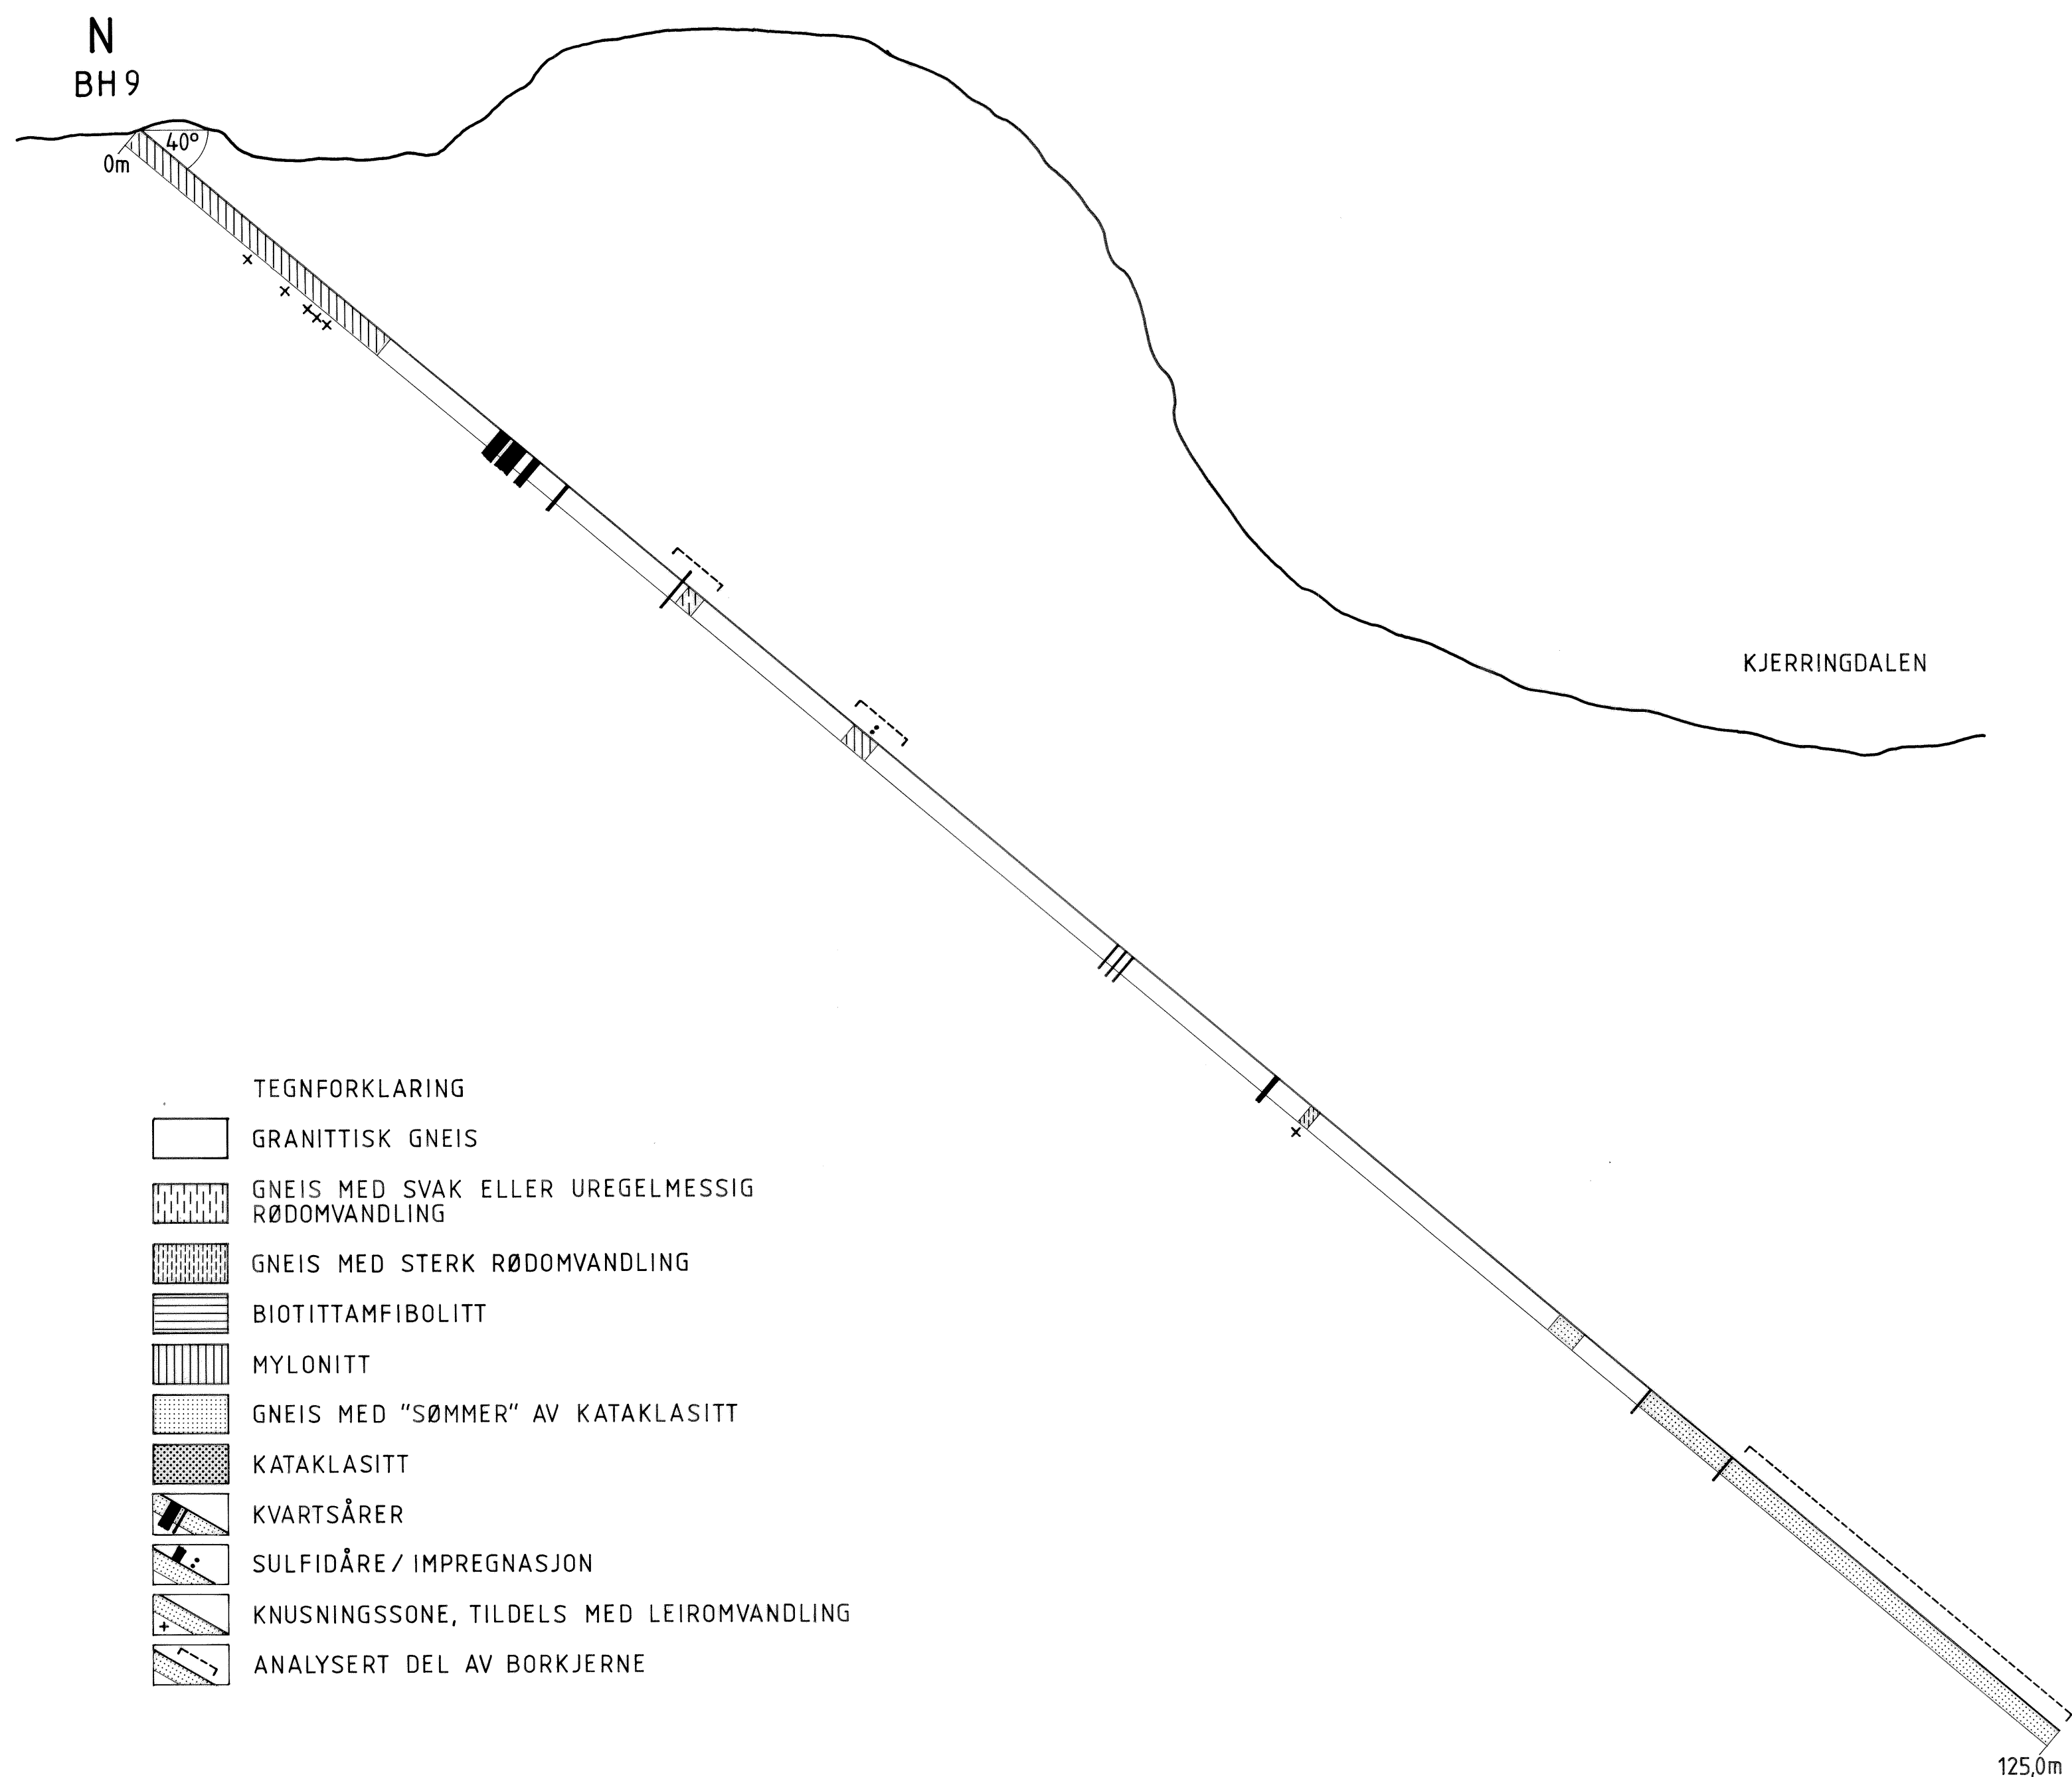 N
BH 9
40°
0m
KJERRINGDALEN
TEGNFORKLARING
GRANITTISK GNEIS
GNEIS MED SVAK ELLER UREGELMESSIG
RØDOMVANDLING
GNEIS MED STERK RØDOMVANDLING
BIOTITTAMFIBOLITT
MYLONITT
GNEIS MED "SØMMER" AV KATAKLASITT
KATAKLASITT
KVARTSÅRER
SULFIDÅRE/ IMPREGNASJON
KNUSNINGSSONE, TILDELS MED LEIROMVANDLING
ANALYSERT DEL AV BORKJERNE
125,0m